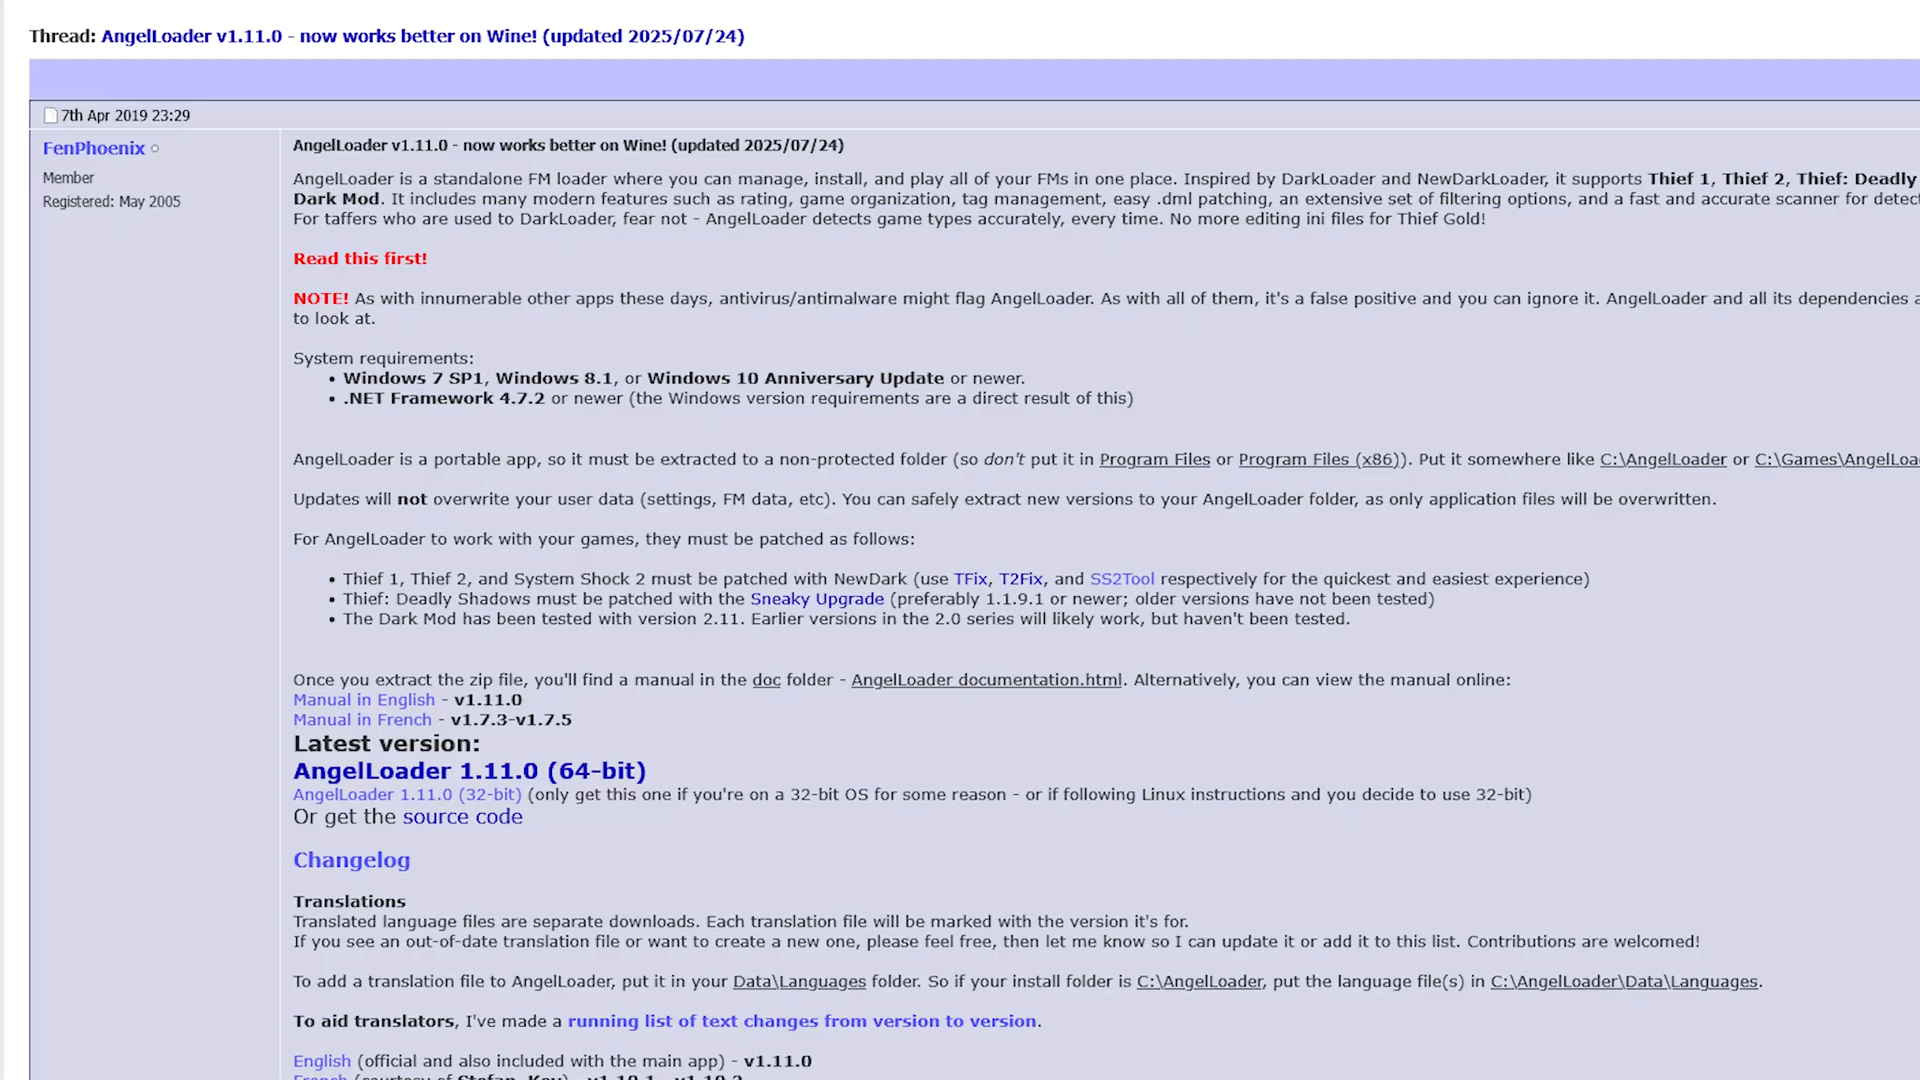 Thread: AngelLoader v1.11.0 - now works better on Wine! (updated 2025/07/24)
7th Apr 2019 23:29
FenPhoenix
Member
Registered: May 2005
AngelLoader v1.11.0 - now works better on Wine! (updated 2025/07/24)
AngelLoader is a standalone FM loader where you can manage, install, and play all of your FMs in one place. Inspired by DarkLoader and NewDarkLoader, it supports Thief 1, Thief 2, Thief: Deadly
Dark Mod. It includes many modern features such as rating, game organization, tag management, easy .dml patching, an extensive set of filtering options, and a fast and accurate scanner for detect
For taffers who are used to DarkLoader, fear not - AngelLoader detects game types accurately, every time. No more editing ini files for Thief Gold!
Read this first!
NOTE! As with innumerable other apps these days, antivirus/antimalware might flag AngelLoader. As with all of them, it's a false positive and you can ignore it. AngelLoader and all its dependencies a
to look at.
System requirements:
• Windows 7 SP1, Windows 8.1, or Windows 10 Anniversary Update or newer.
• .NET Framework 4.7.2 or newer (the Windows version requirements are a direct result of this)
AngelLoader is a portable app, so it must be extracted to a non-protected folder (so don't put it in Program Files or Program Files (x86)). Put it somewhere like C:\AngelLoader or C:\Games\AngelLoa
Updates will not overwrite your user data (settings, FM data, etc). You can safely extract new versions to your AngelLoader folder, as only application files will be overwritten.
For AngelLoader to work with your games, they must be patched as follows:
• Thief 1, Thief 2, and System Shock 2 must be patched with NewDark (use TFix, T2Fix, and SS2Tool respectively for the quickest and easiest experience)
• Thief: Deadly Shadows must be patched with the Sneaky Upgrade (preferably 1.1.9.1 or newer; older versions have not been tested)
• The Dark Mod has been tested with version 2.11. Earlier versions in the 2.0 series will likely work, but haven't been tested.
Once you extract the zip file, you'll find a manual in the doc folder - AngelLoader documentation.html. Alternatively, you can view the manual online:
Manual in English - v1.11.0
Manual in French - v1.7.3-v1.7.5
Latest version:
AngelLoader 1.11.0 (64-bit)
AngelLoader 1.11.0 (32-bit) (only get this one if you're on a 32-bit OS for some reason - or if following Linux instructions and you decide to use 32-bit)
Or get the source code
Changelog
Translations
Translated language files are separate downloads. Each translation file will be marked with the version it's for.
If you see an out-of-date translation file or want to create a new one, please feel free, then let me know so I can update it or add it to this list. Contributions are welcomed!
To add a translation file to AngelLoader, put it in your Data\Languages folder. So if your install folder is C:\AngelLoader, put the language file(s) in C:\AngelLoader\Data\Languages.
To aid translators, I've made a running list of text changes from version to version.
English (official and also included with the main app) - v1.11.0
French (courtesy of Stefan_Key) - v1.10.1 - v1.10.2